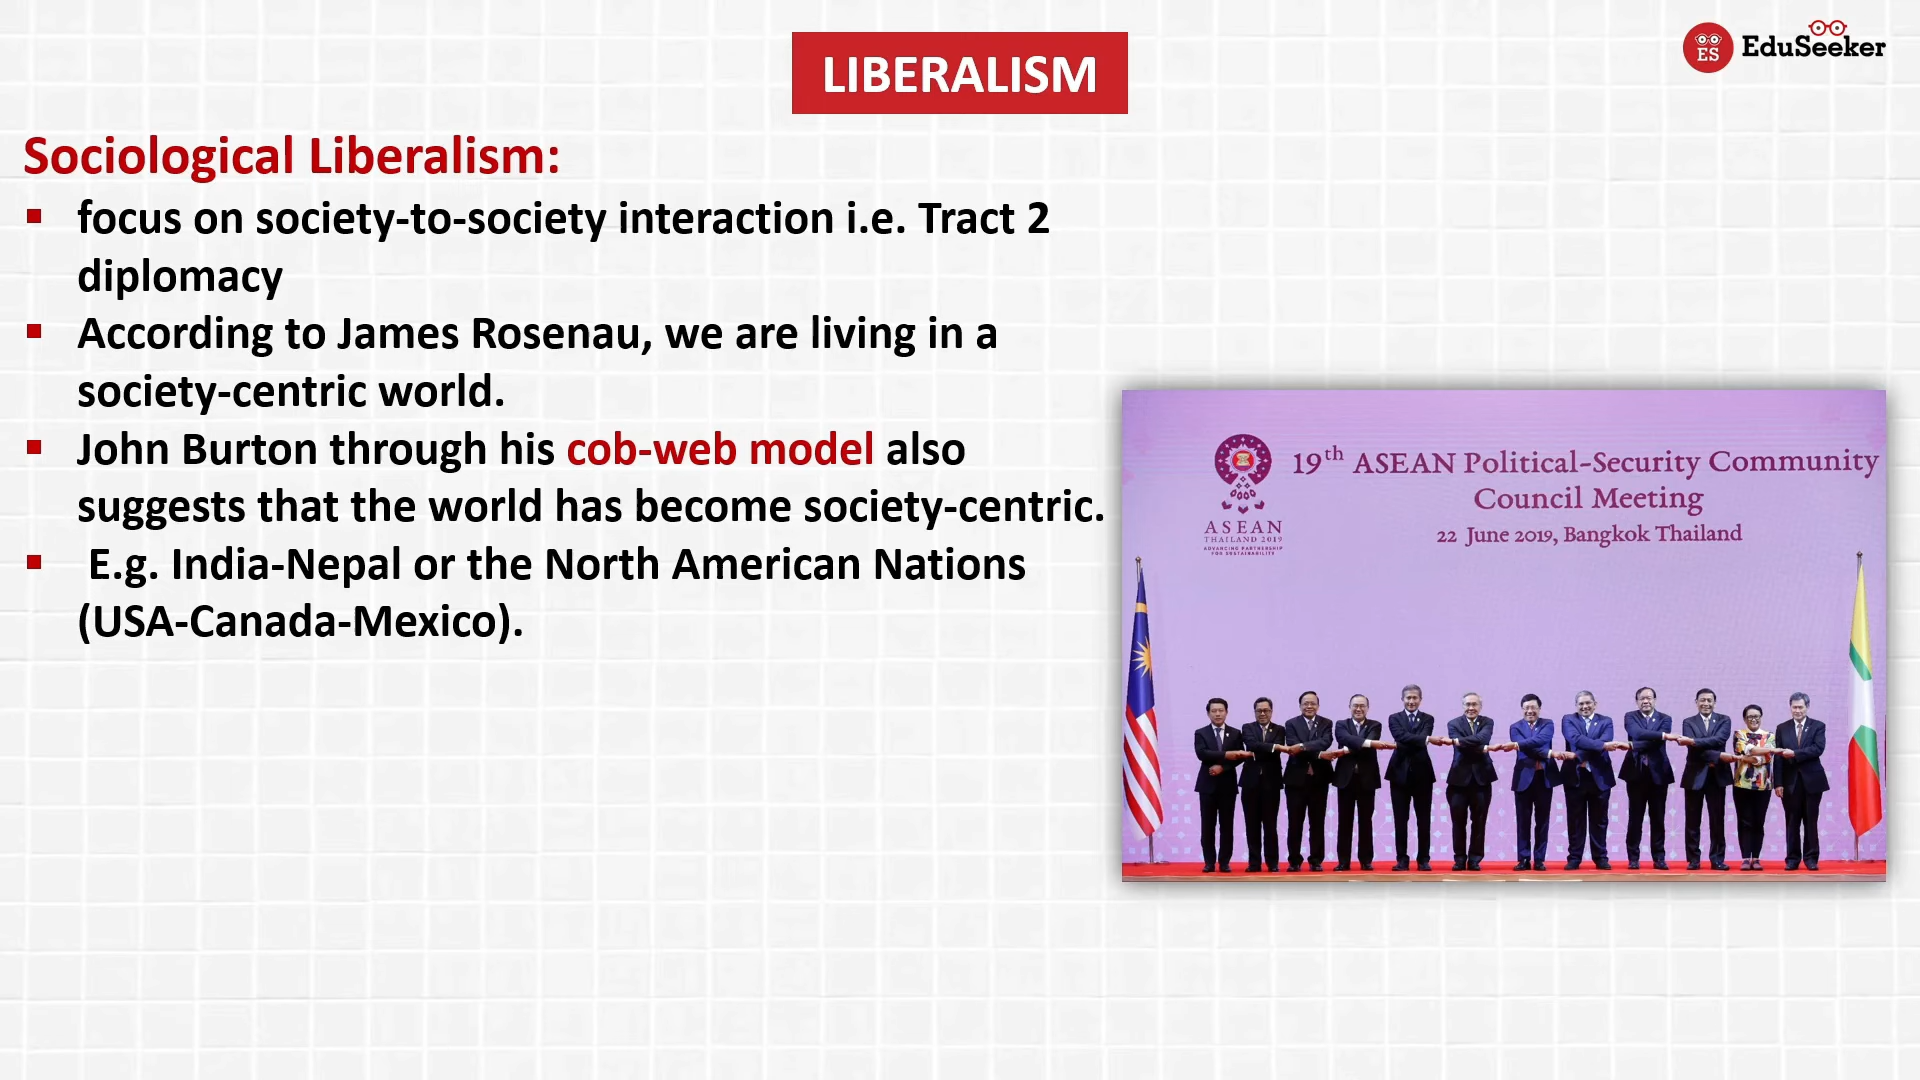 LIBERALISM
ES
EduSeeker
Sociological Liberalism:
focus on society-to-society interaction i.e. Tract 2
diplomacy
According to James Rosenau, we are living in a
society-centric world.
John Burton through his cob-web model also
suggests that the world has become society-centric.
E.g. India-Nepal or the North American Nations
(USA-Canada-Mexico).
19th ASEAN Political-Security Community
Council Meeting
22 June 2019, Bangkok Thailand
ASEAN
THAILAND 2019
ADVANCING PARTNERSHIP
FOR SUSTAINABILITY